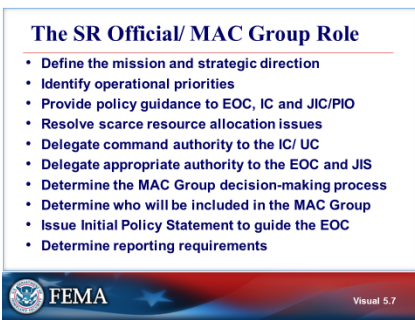 The SR Official/ MAC Group Role
• Define the mission and strategic direction
• Identify operational priorities
• Provide policy guidance to EOC, IC and JIC/PIO
• Resolve scarce resource allocation issues
• Delegate command authority to the IC/ UC
• Delegate appropriate authority to the EOC and JIS
• Determine the MAC Group decision-making process
• Determine who will be included in the MAC Group
• Issue Initial Policy Statement to guide the EOC
• Determine reporting requirements
FEMA
Visual 5.7